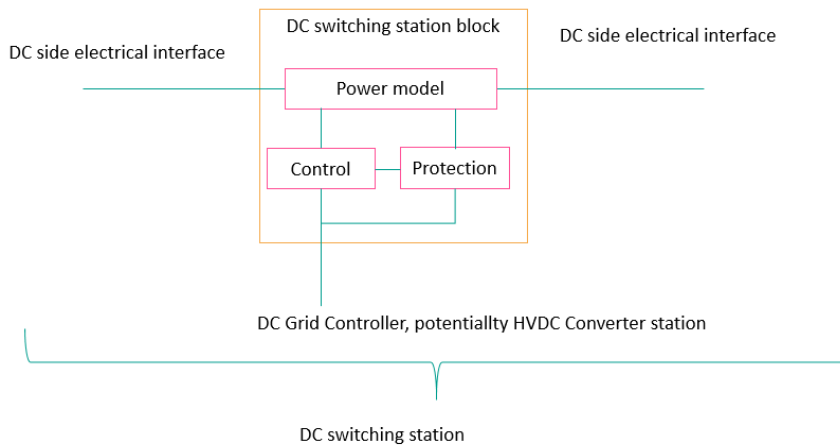 DC switching station block
DC side electrical interface
DC side electrical interface
Power model
Control
Protection
DC Grid Controller, potentiallty HVDC Converter station
DC switching station